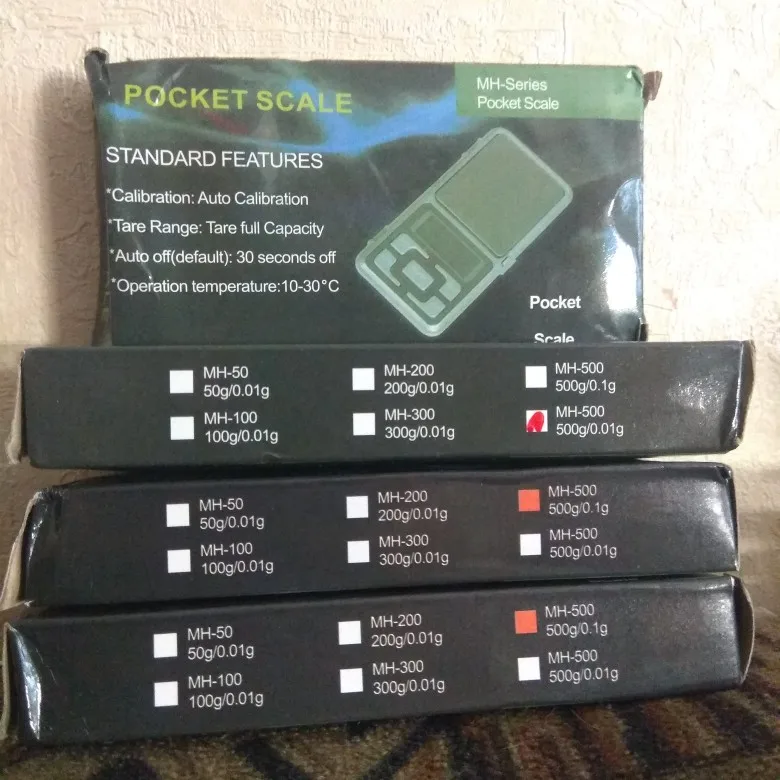 POCKET SCALE
MH-Series
Pocket Scale
STANDARD FEATURES
*Calibration: Auto Calibration
*Tare Range: Tare full Capacity
*Auto off(default): 30 seconds off
*Operation temperature:10-30°C
Pocket
Scale
MH-50
50g/0.01g
MH-200
200g/0.01g
MH-500
500g/0.1g
MH-100
100g/0.01g
MH-300
300g/0.01g
MH-500
500g/0.01g
MH-50
50g/0.01g
MH-200
200g/0.01g
MH-500
500g/0.1g
MH-100
100g/0.01g
MH-300
300g/0.01g
MH-500
500g/0.01g
MH-50
50g/0.01g
MH-200
200g/0.01g
MH-500
500g/0.1g
MH-100
100g/0.01g
MH-300
300g/0.01g
MH-500
500g/0.01g